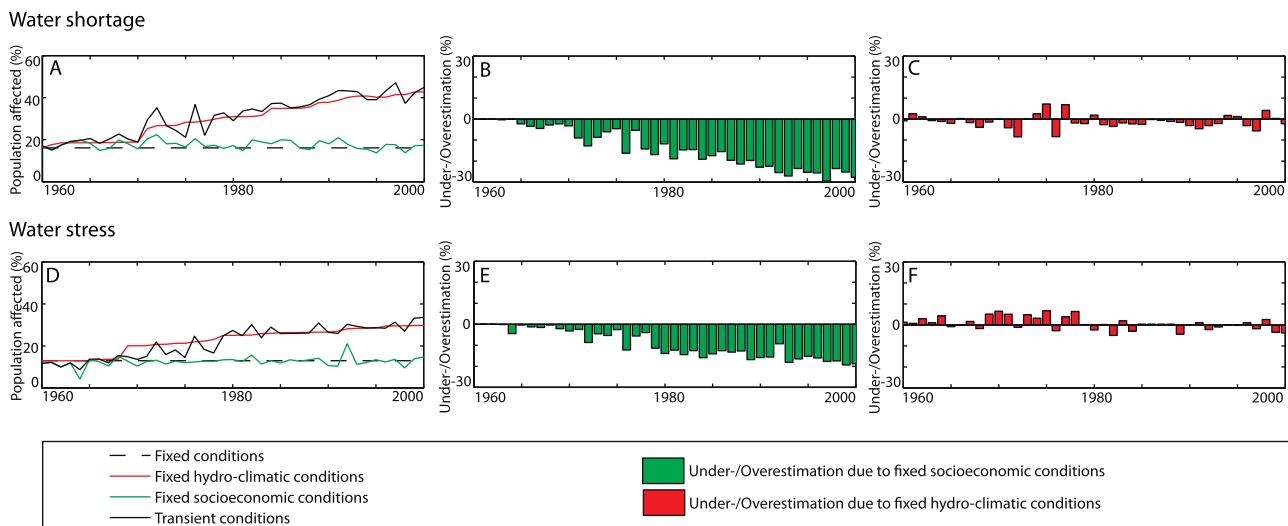 Water shortage
Population affected (%)
60
40
20
0
A
1960
1980
2000
Under-/Overestimation (%)
30
0
-30
B
1960
1980
2000
Under-/Overestimation (%)
30
0
-30
C
1960
1980
2000
Water stress
Population affected (%)
60
40
20
0
D
1960
1980
2000
Under-/Overestimation (%)
30
0
-30
E
1960
1980
2000
Under-/Overestimation (%)
30
0
-30
F
1960
1980
2000
Fixed conditions
Fixed hydro-climatic conditions
Fixed socioeconomic conditions
Transient conditions
Under-/Overestimation due to fixed socioeconomic conditions
Under-/Overestimation due to fixed hydro-climatic conditions